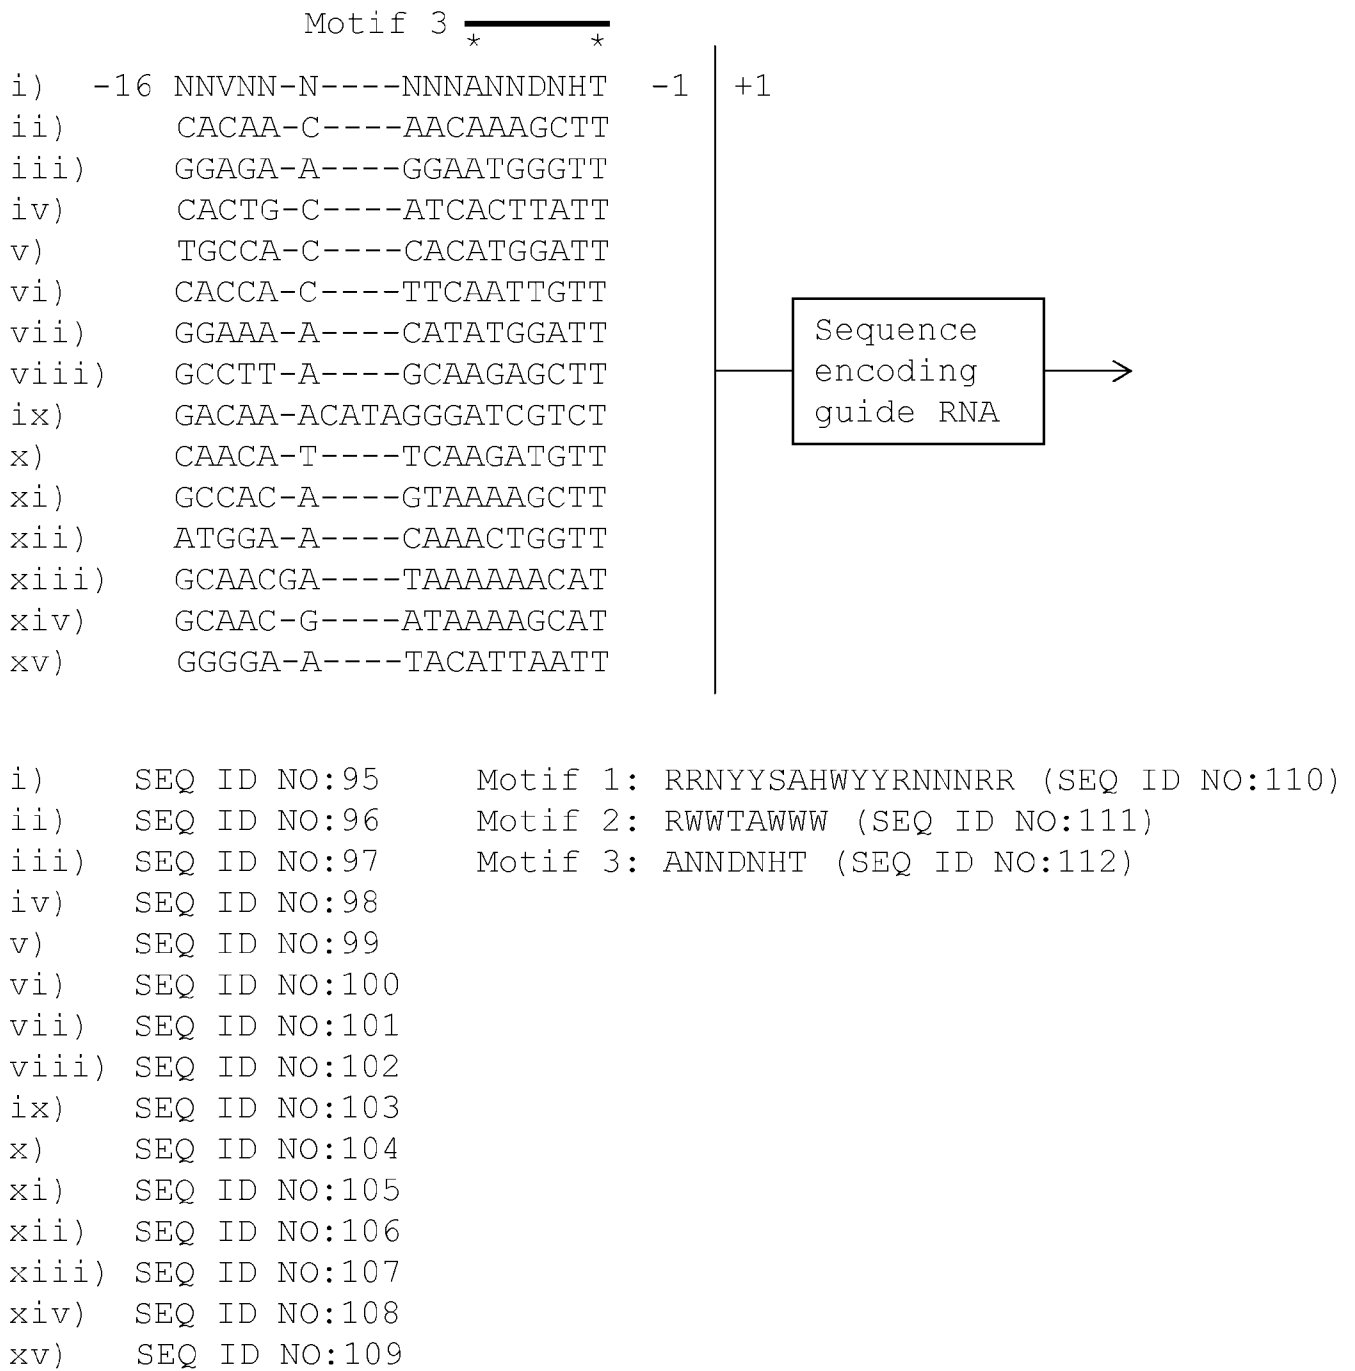 Motif 3
* *
i) -16 NNVNN-N----NNNANNDNHT -1 +1
ii) CACAA-C----AACAAAGCTT
iii) GGAGA-A----GGAATGGGTT
iv) CACTG-C----ATCACTTATT
v) TGCCA-C----CACATGGATT
vi) CACCA-C----TTCAATTGTT
vii) GGAAA-A----CATATGGATT
viii) GCCTT-A----GCAAGAGCTT
ix) GACAA-ACATAGGGATCGTCT
x) CAACA-T----TCAAGATGTT
xi) GCCAC-A----GTAAAAGCTT
xii) ATGGA-A----CAAACTGGTT
xiii) GCAACGA----TAAAAAACAT
xiv) GCAAC-G----ATAAAAGCAT
xv) GGGGA-A----TACATTAATT
Sequence
encoding
guide RNA
i) SEQ ID NO:95 Motif 1: RRNYYSAHWYYRNNNRR (SEQ ID NO:110)
ii) SEQ ID NO:96 Motif 2: RWWTAWWW (SEQ ID NO:111)
iii) SEQ ID NO:97 Motif 3: ANNDNHT (SEQ ID NO:112)
iv) SEQ ID NO:98
v) SEQ ID NO:99
vi) SEQ ID NO:100
vii) SEQ ID NO:101
viii) SEQ ID NO:102
ix) SEQ ID NO:103
x) SEQ ID NO:104
xi) SEQ ID NO:105
xii) SEQ ID NO:106
xiii) SEQ ID NO:107
xiv) SEQ ID NO:108
xv) SEQ ID NO:109